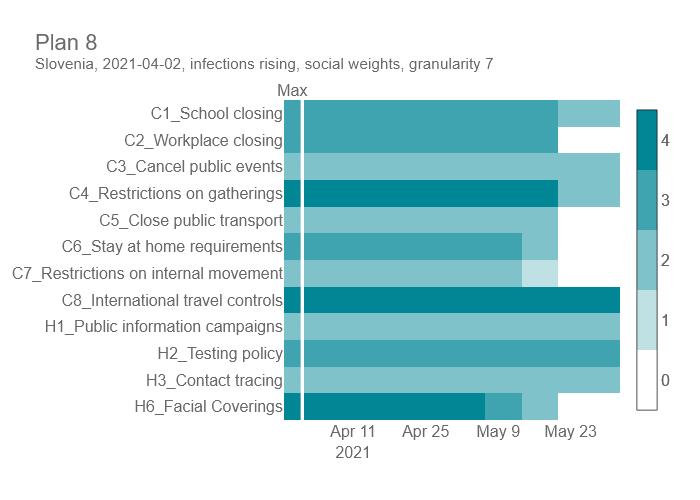 Plan 8
Slovenia, 2021-04-02, infections rising, social weights, granularity 7
Max
C1_School closing
C2_Workplace closing
C3_Cancel public events
C4_Restrictions on gatherings
C5_Close public transport
C6_Stay at home requirements
C7_Restrictions on internal movement
C8_International travel controls
H1_Public information campaigns
H2_Testing policy
H3_Contact tracing
H6_Facial Coverings
Apr 11 Apr 25 May 9 May 23
2021
4
3
2
1
0